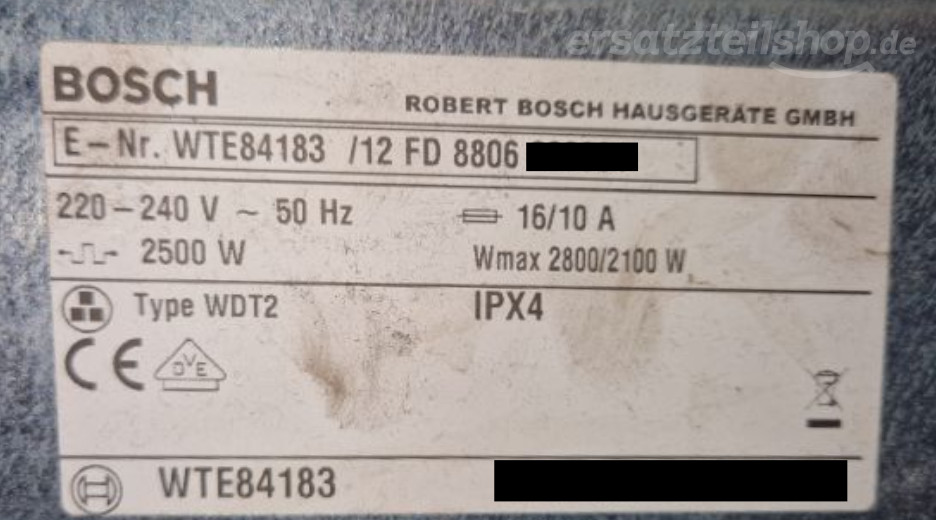 ersatzteilshop.de
BOSCH
ROBERT BOSCH HAUSGERÄTE GMBH
E-Nr. WTE84183 /12 FD 8806
220-240 V ~ 50 Hz 16/10 A
2500 W Wmax 2800/2100 W
Type WDT2 IPX4
CE DVE
WTE84183